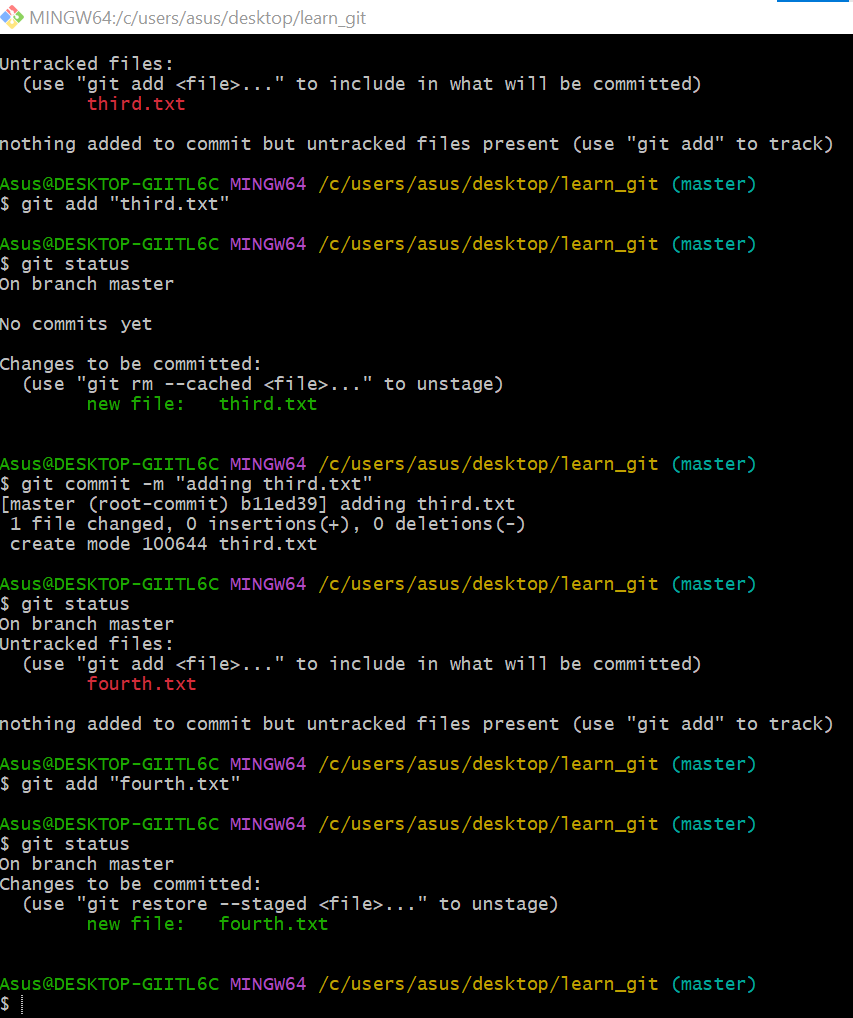 MINGW64:/c/users/asus/desktop/learn_git
Untracked files:
  (use "git add <file>..." to include in what will be committed)
        third.txt
nothing added to commit but untracked files present (use "git add" to track)
Asus@DESKTOP-GIITL6C MINGW64 /c/users/asus/desktop/learn_git (master)
$ git add "third.txt"
Asus@DESKTOP-GIITL6C MINGW64 /c/users/asus/desktop/learn_git (master)
$ git status
On branch master
No commits yet
Changes to be committed:
  (use "git rm --cached <file>..." to unstage)
        new file:   third.txt
Asus@DESKTOP-GIITL6C MINGW64 /c/users/asus/desktop/learn_git (master)
$ git commit -m "adding third.txt"
[master (root-commit) b11ed39] adding third.txt
 1 file changed, 0 insertions(+), 0 deletions(-)
 create mode 100644 third.txt
Asus@DESKTOP-GIITL6C MINGW64 /c/users/asus/desktop/learn_git (master)
$ git status
On branch master
Untracked files:
  (use "git add <file>..." to include in what will be committed)
        fourth.txt
nothing added to commit but untracked files present (use "git add" to track)
Asus@DESKTOP-GIITL6C MINGW64 /c/users/asus/desktop/learn_git (master)
$ git add "fourth.txt"
Asus@DESKTOP-GIITL6C MINGW64 /c/users/asus/desktop/learn_git (master)
$ git status
On branch master
Changes to be committed:
  (use "git restore --staged <file>..." to unstage)
        new file:   fourth.txt
Asus@DESKTOP-GIITL6C MINGW64 /c/users/asus/desktop/learn_git (master)
$